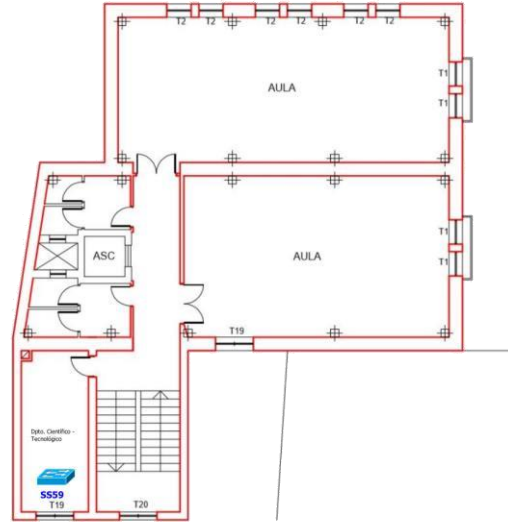 T2 T2 T2 T2 T2 T2
T1
AULA
T1
ASC
AULA
T1
T1
T19
Dpto. Científico -
Tecnológico
SS59
T19 T20